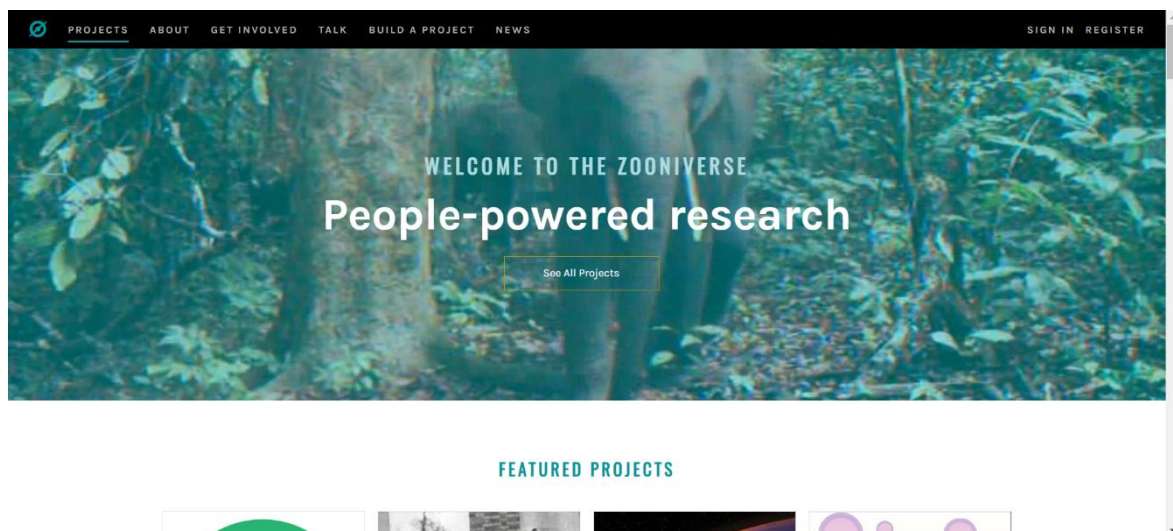 PROJECTS ABOUT GET INVOLVED TALK BUILD A PROJECT NEWS SIGN IN REGISTER
WELCOME TO THE ZOONIVERSE
People-powered research
See All Projects
FEATURED PROJECTS